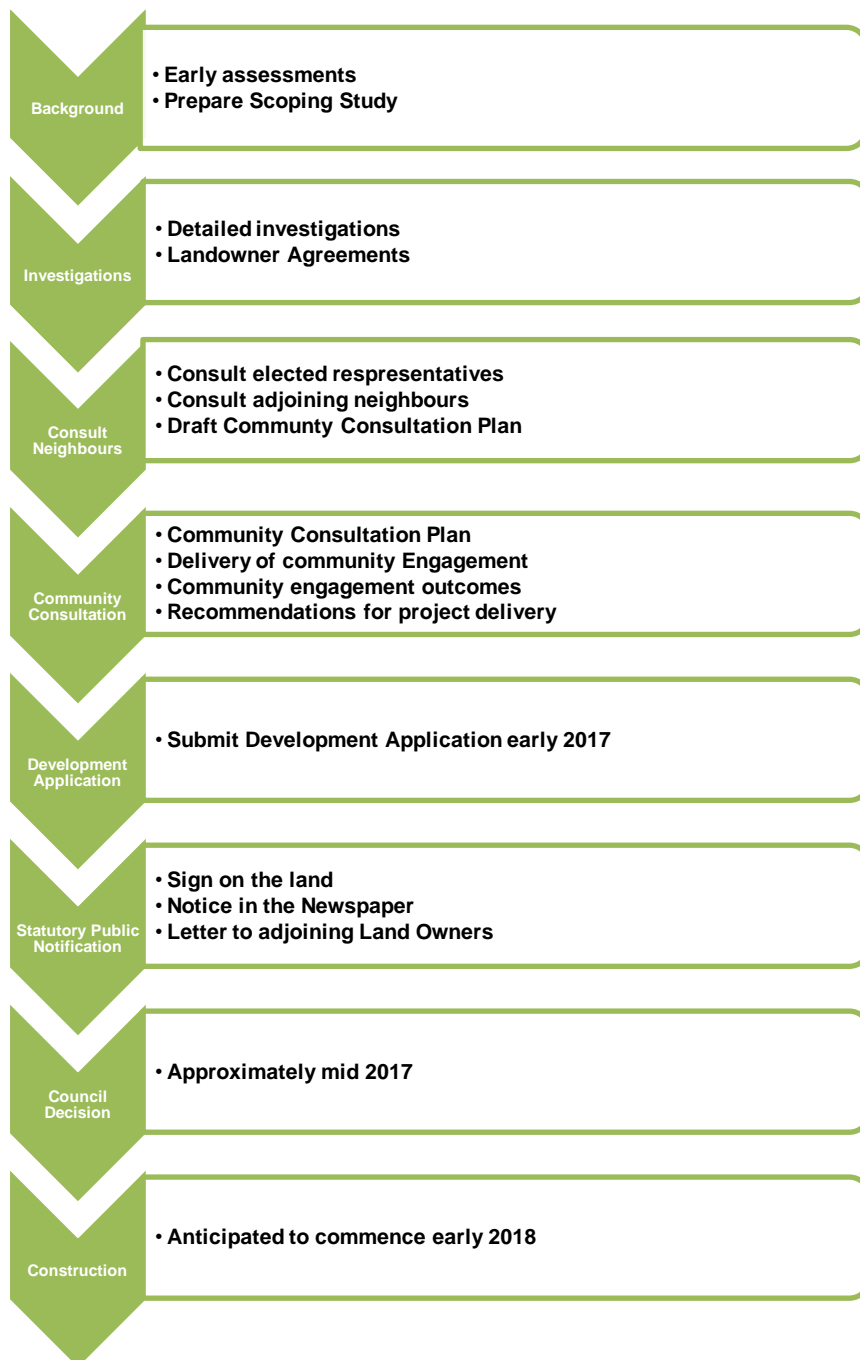 Background
• Early assessments
• Prepare Scoping Study
Investigations
• Detailed investigations
• Landowner Agreements
Consult
Neighbours
• Consult elected respresentatives
• Consult adjoining neighbours
• Draft Communty Consultation Plan
Community
Consultation
• Community Consultation Plan
• Delivery of community Engagement
• Community engagement outcomes
• Recommendations for project delivery
Development
Application
• Submit Development Application early 2017
Statutory Public
Notification
• Sign on the land
• Notice in the Newspaper
• Letter to adjoining Land Owners
Council
Decision
• Approximately mid 2017
Construction
• Anticipated to commence early 2018